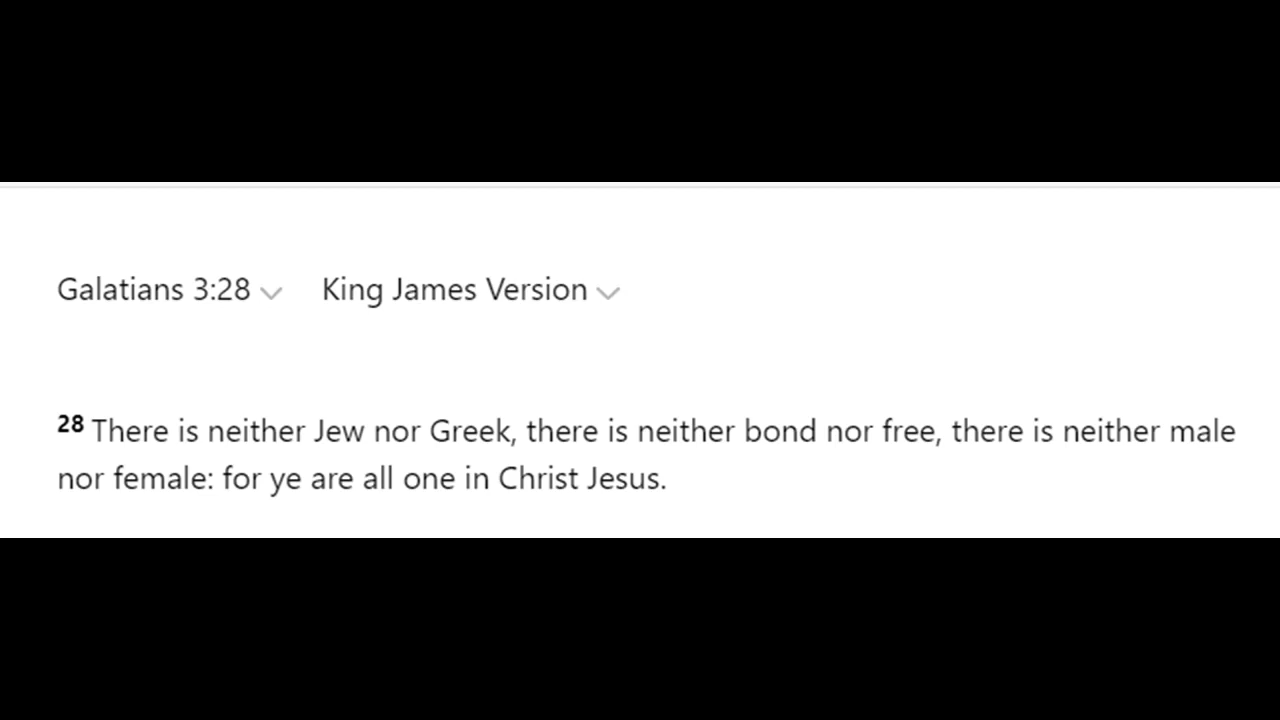 Galatians 3:28 King James Version
28 There is neither Jew nor Greek, there is neither bond nor free, there is neither male
nor female: for ye are all one in Christ Jesus.